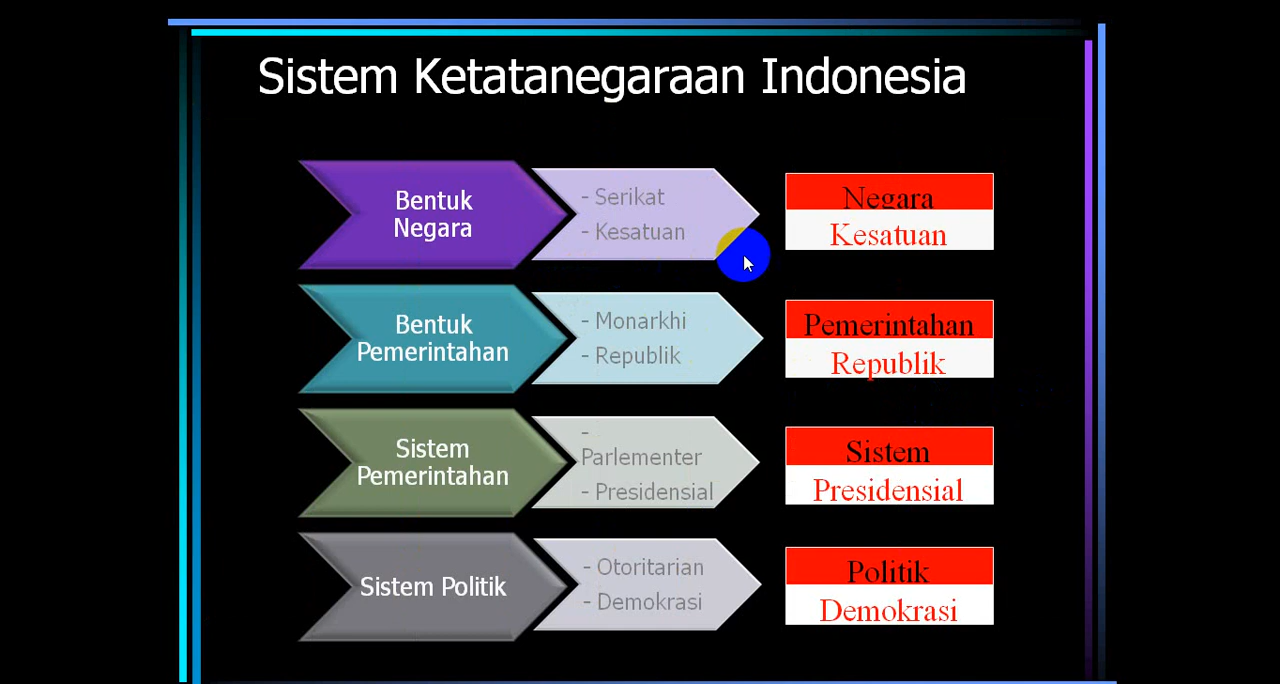 Sistem Ketatanegaraan Indonesia
Bentuk
Negara
- Serikat
- Kesatuan
Negara
Kesatuan
Bentuk
Pemerintahan
- Monarkhi
- Republik
Pemerintahan
Republik
Sistem
Pemerintahan
-
Parlementer
- Presidensial
Sistem
Presidensial
Sistem Politik
- Otoritarian
- Demokrasi
Politik
Demokrasi